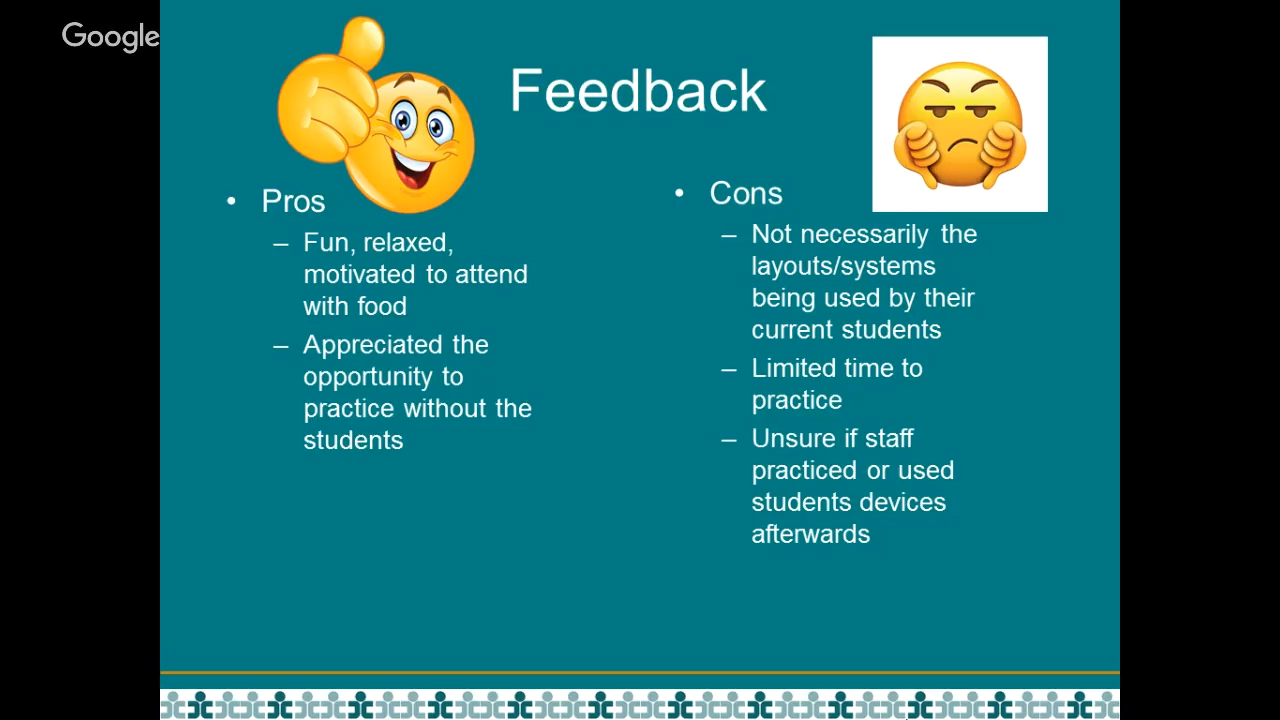 Google
Feedback
• Pros
– Fun, relaxed,
motivated to attend
with food
– Appreciated the
opportunity to
practice without the
students
• Cons
– Not necessarily the
layouts/systems
being used by their
current students
– Limited time to
practice
– Unsure if staff
practiced or used
students devices
afterwards